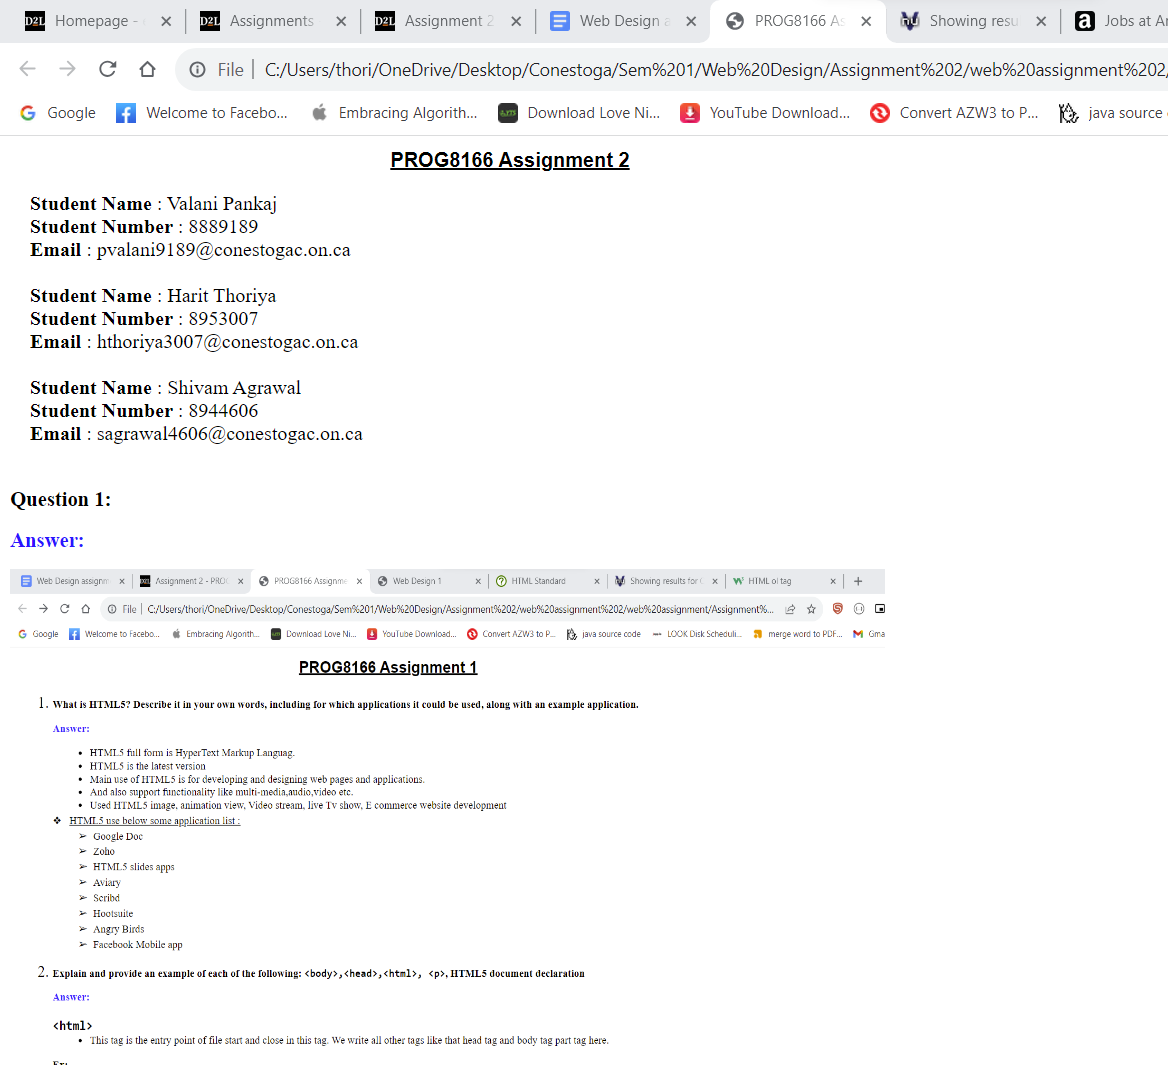 D2L Homepage - D2L Assignments D2L Assignment 2 Web Design a PROG8166 As Showing resu Jobs at Am
File C:/Users/thori/OneDrive/Desktop/Conestoga/Sem%201/Web%20Design/Assignment%202/web%20assignment%202/
Google Welcome to Facebo... Embracing Algorith... Download Love Ni... YouTube Download... Convert AZW3 to P... java source
PROG8166 Assignment 2
Student Name : Valani Pankaj
Student Number : 8889189
Email : pvalani9189@conestogac.on.ca
Student Name : Harit Thoriya
Student Number : 8953007
Email : hthoriya3007@conestogac.on.ca
Student Name : Shivam Agrawal
Student Number : 8944606
Email : sagrawal4606@conestogac.on.ca
Question 1:
Answer:
Web Design assignm D2L Assignment 2 - PROG PROG8166 Assignme Web Design 1 HTML Standard Showing results for C HTML ol tag
File C:/Users/thori/OneDrive/Desktop/Conestoga/Sem%201/Web%20Design/Assignment%202/web%20assignment%202/web%20assignment/Assignment%...
Google Welcome to Facebo... Embracing Algorith... Download Love Ni... YouTube Download... Convert AZW3 to P... java source code LOOK Disk Scheduli... merge word to PDF... Gma
PROG8166 Assignment 1
1. What is HTML5? Describe it in your own words, including for which applications it could be used, along with an example application.
Answer:
• HTML5 full form is HyperText Markup Languag.
• HTML5 is the latest version
• Main use of HTML5 is for developing and designing web pages and applications.
• And also support functionality like multi-media,audio,video etc.
• Used HTML5 image, animation view, Video stream, live Tv show, E commerce website development
❖ HTML5 use below some application list :
➢ Google Doc
➢ Zoho
➢ HTML5 slides apps
➢ Aviary
➢ Scribd
➢ Hootsuite
➢ Angry Birds
➢ Facebook Mobile app
2. Explain and provide an example of each of the following: <body>,<head>,<html>, <p>, HTML5 document declaration
Answer:
<html>
• This tag is the entry point of file start and close in this tag. We write all other tags like that head tag and body tag part tag here.
Ex: